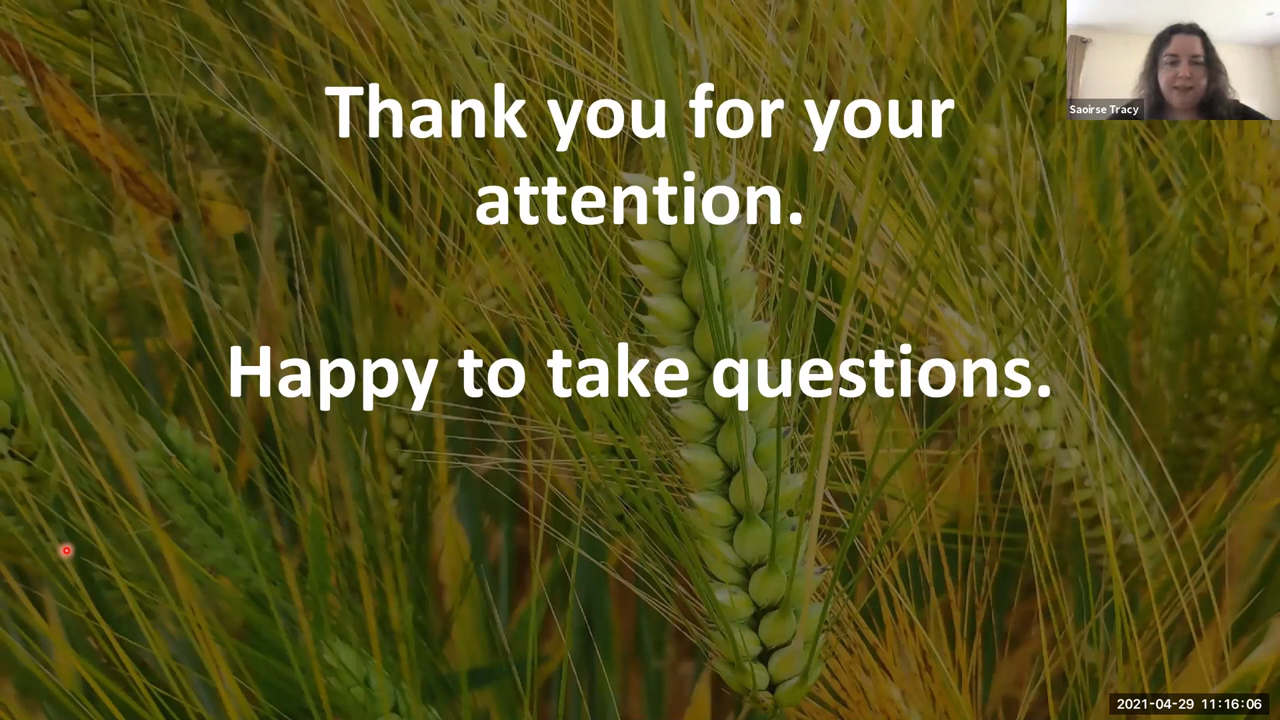 Thank you for your
attention.
Happy to take questions.
Saoirse Tracy
2021-04-29 11:16:06